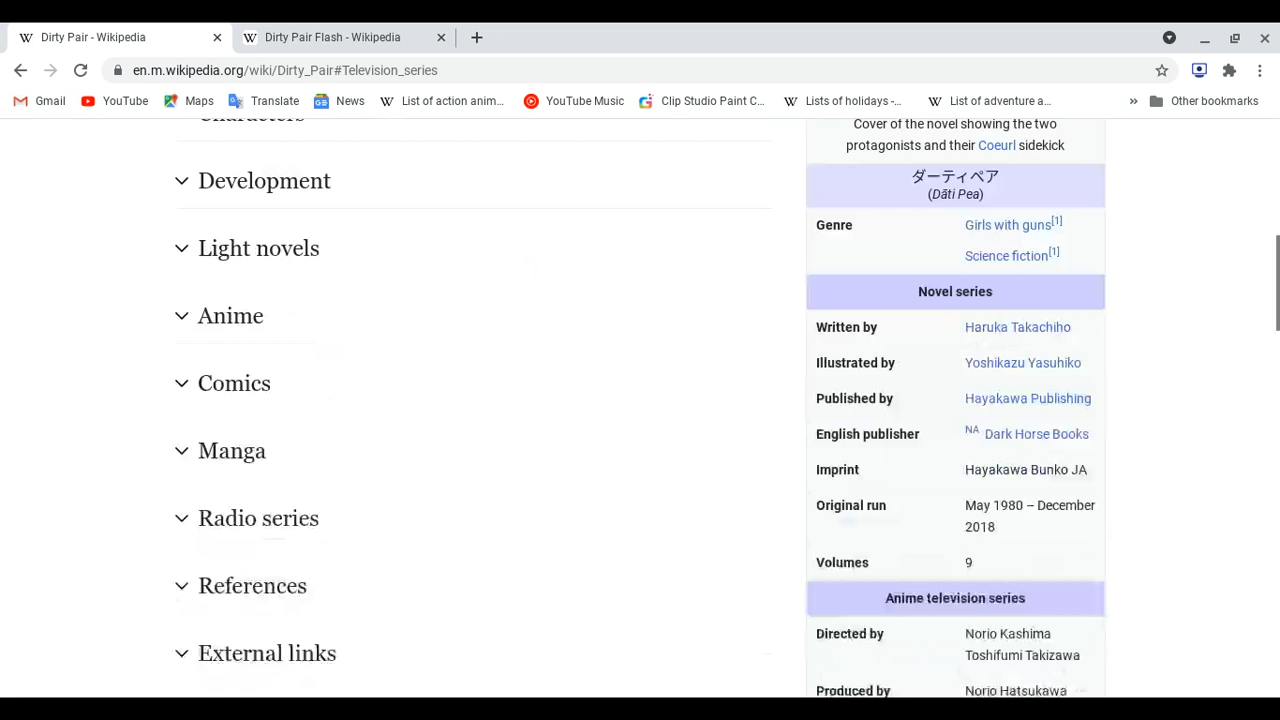 Dirty Pair - Wikipedia
Dirty Pair Flash - Wikipedia
en.m.wikipedia.org/wiki/Dirty_Pair#Television_series
Gmail
YouTube
Maps
Translate
News
List of action anim...
YouTube Music
Clip Studio Paint C...
Lists of holidays -...
List of adventure a...
Other bookmarks
Characters
Development
Light novels
Anime
Comics
Manga
Radio series
References
External links
Cover of the novel showing the two
protagonists and their Coeurl sidekick
ダーティペア
(Dāti Pea)
Genre Girls with guns[1]
Science fiction[1]
Novel series
Written by Haruka Takachiho
Illustrated by Yoshikazu Yasuhiko
Published by Hayakawa Publishing
English publisher NA Dark Horse Books
Imprint Hayakawa Bunko JA
Original run May 1980 – December
2018
Volumes 9
Anime television series
Directed by Norio Kashima
Toshifumi Takizawa
Produced by Norio Hatsukawa